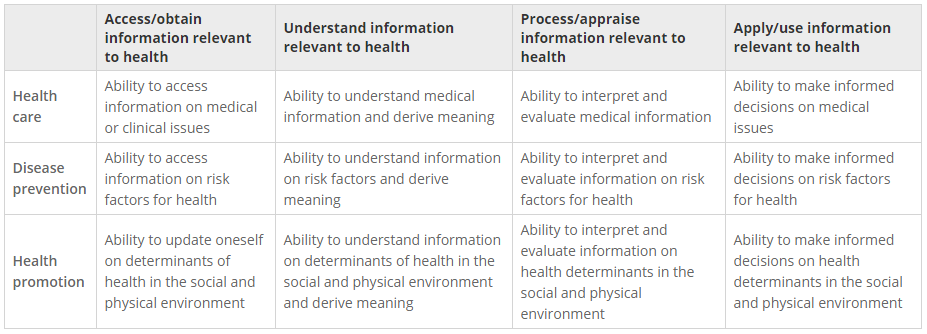 Access/obtain
information relevant
to health
Understand information
relevant to health
Process/appraise
information relevant to
health
Apply/use information
relevant to health
Health
care
Ability to access
information on medical
or clinical issues
Ability to understand medical
information and derive meaning
Ability to interpret and
evaluate medical information
Ability to make informed
decisions on medical
issues
Disease
prevention
Ability to access
information on risk
factors for health
Ability to understand information
on risk factors and derive
meaning
Ability to interpret and
evaluate information on risk
factors for health
Ability to make informed
decisions on risk factors
for health
Health
promotion
Ability to update oneself
on determinants of
health in the social and
physical environment
Ability to understand information
on determinants of health in the
social and physical environment
and derive meaning
Ability to interpret and
evaluate information on
health determinants in the
social and physical
environment
Ability to make informed
decisions on health
determinants in the social
and physical environment